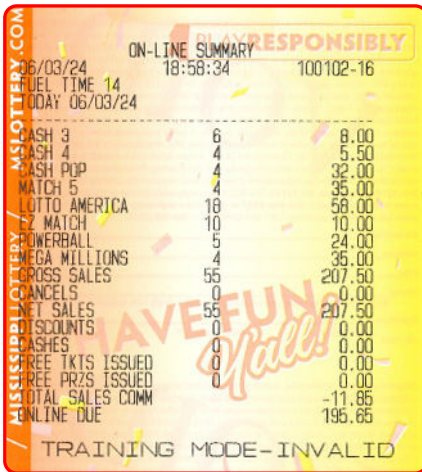 PLAY RESPONSIBLY
ON-LINE SUMMARY
06/03/24 18:58:34 100102-16
FUEL TIME 14
TODAY 06/03/24
CASH 3 6 8.00
CASH 4 4 5.50
CASH POP 4 32.00
MATCH 5 4 35.00
LOTTO AMERICA 18 58.00
EZ MATCH 10 10.00
POWERBALL 5 24.00
MEGA MILLIONS 4 35.00
GROSS SALES 55 207.50
CANCELS 0 0.00
NET SALES 55 207.50
DISCOUNTS 0 0.00
CASHES 0 0.00
FREE TKTS ISSUED 0 0.00
FREE PRZS ISSUED 0 0.00
TOTAL SALES COMM -11.85
ONLINE DUE 195.65
TRAINING MODE-INVALID
HAVE FUN
Y'all!
/ MISSISSIPPI LOTTERY / MSLOTTERY.COM